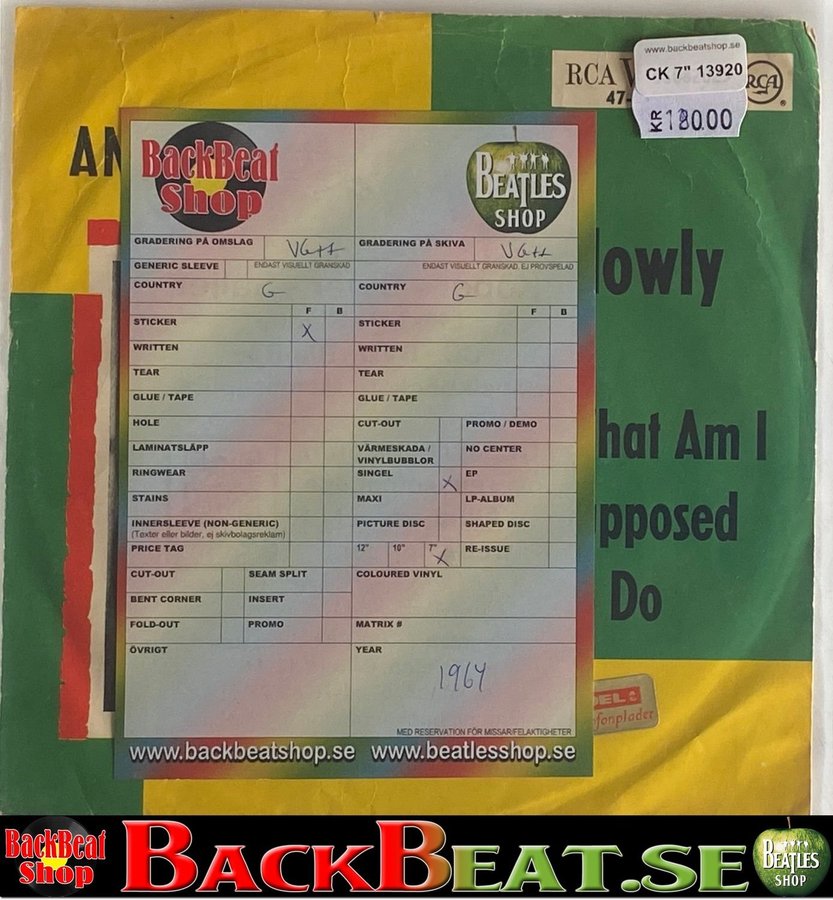 www.backbeatshop.se
CK 7" 13920
KR 180.00
RCA
47-
RCA
AN
BackBeat
Shop
BEATLES
SHOP
lowly
hat Am I
pposed
Do
GRADERING PÅ OMSLAG VG++
GRADERING PÅ SKIVA VG++
GENERIC SLEEVE ENDAST VISUELLT GRANSKAD
ENDAST VISUELLT GRANSKAD, EJ PROVSPELAD
COUNTRY G
COUNTRY G
F B
F B
STICKER X
STICKER
WRITTEN
WRITTEN
TEAR
TEAR
GLUE / TAPE
GLUE / TAPE
HOLE
CUT-OUT PROMO / DEMO
LAMINATSLÄPP
VÄRMESKADA / NO CENTER
VINYLBUBBLOR
RINGWEAR
SINGEL X EP
STAINS
MAXI LP-ALBUM
INNERSLEEVE (NON-GENERIC)
(Texter eller bilder, ej skivbolagsreklam)
PICTURE DISC SHAPED DISC
PRICE TAG
12" 10" 7" X RE-ISSUE
CUT-OUT SEAM SPLIT
COLOURED VINYL
BENT CORNER INSERT
FOLD-OUT PROMO
MATRIX #
ÖVRIGT
YEAR
1964
MED RESERVATION FÖR MISSAR/FELAKTIGHETER
www.backbeatshop.se www.beatlesshop.se
DEL
fonplader
BackBeat
Shop
BACKBEAT.SE
BEATLES
SHOP